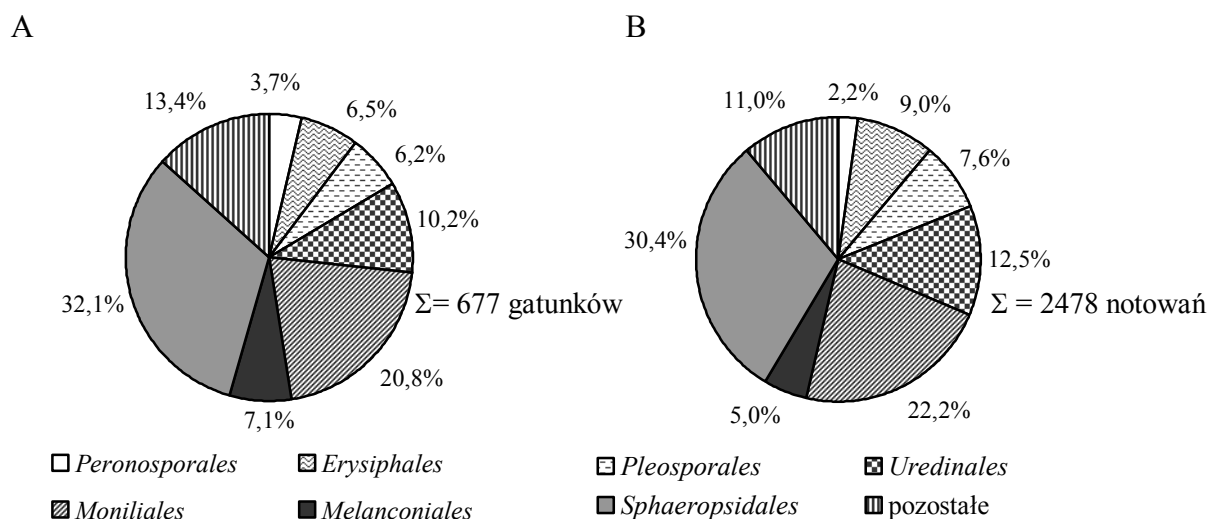 A
B
3,7%
6,5%
6,2%
10,2%
20,8%
7,1%
32,1%
13,4%
Σ= 677 gatunków
2,2%
9,0%
7,6%
12,5%
22,2%
5,0%
30,4%
11,0%
Σ = 2478 notowań
Peronosporales
Erysiphales
Pleosporales
Uredinales
Moniliales
Melanconiales
Sphaeropsidales
pozostałe